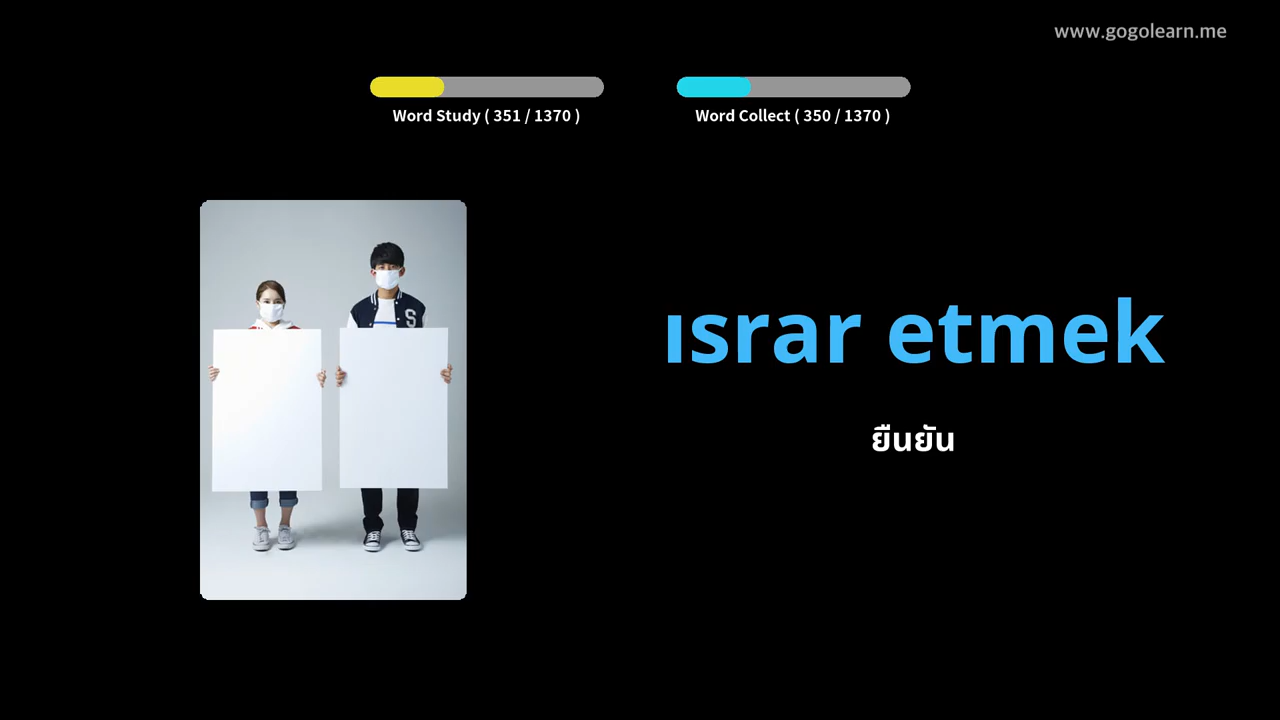 www.gogolearn.me
Word Study ( 351 / 1370 )
Word Collect ( 350 / 1370 )
S
ısrar etmek
ยืนยัน